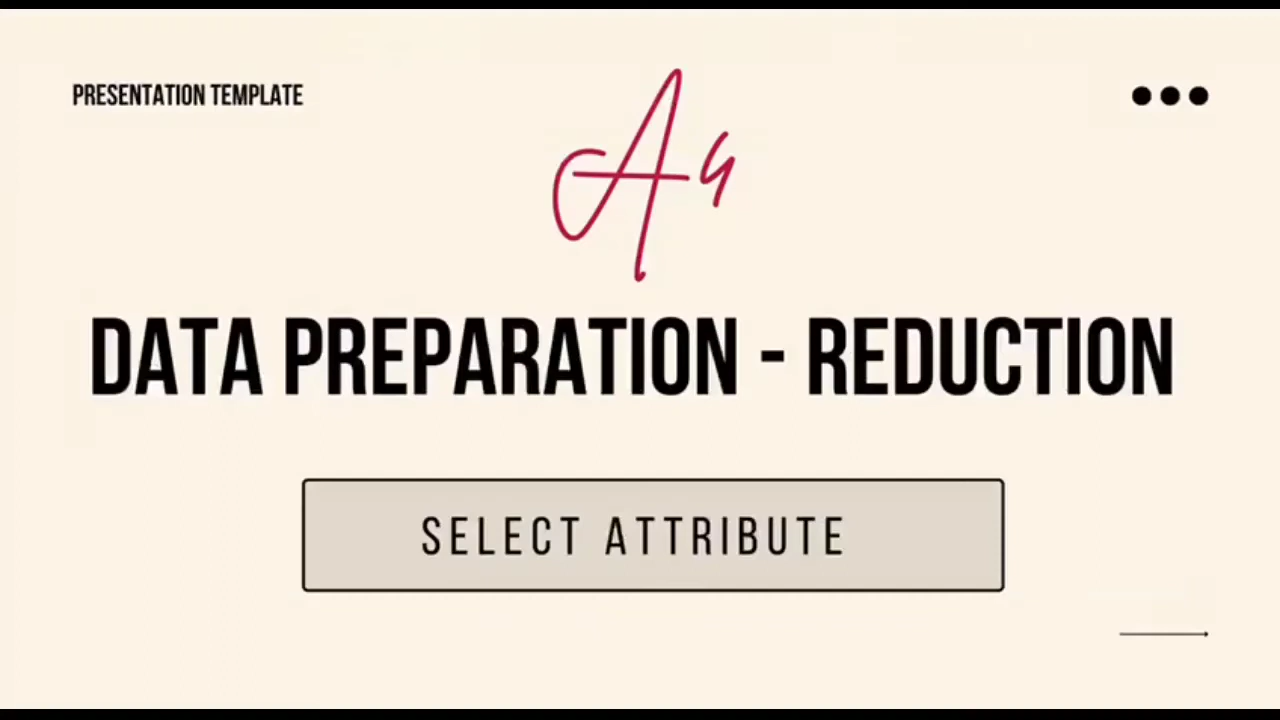 PRESENTATION TEMPLATE
A4
DATA PREPARATION - REDUCTION
SELECT ATTRIBUTE